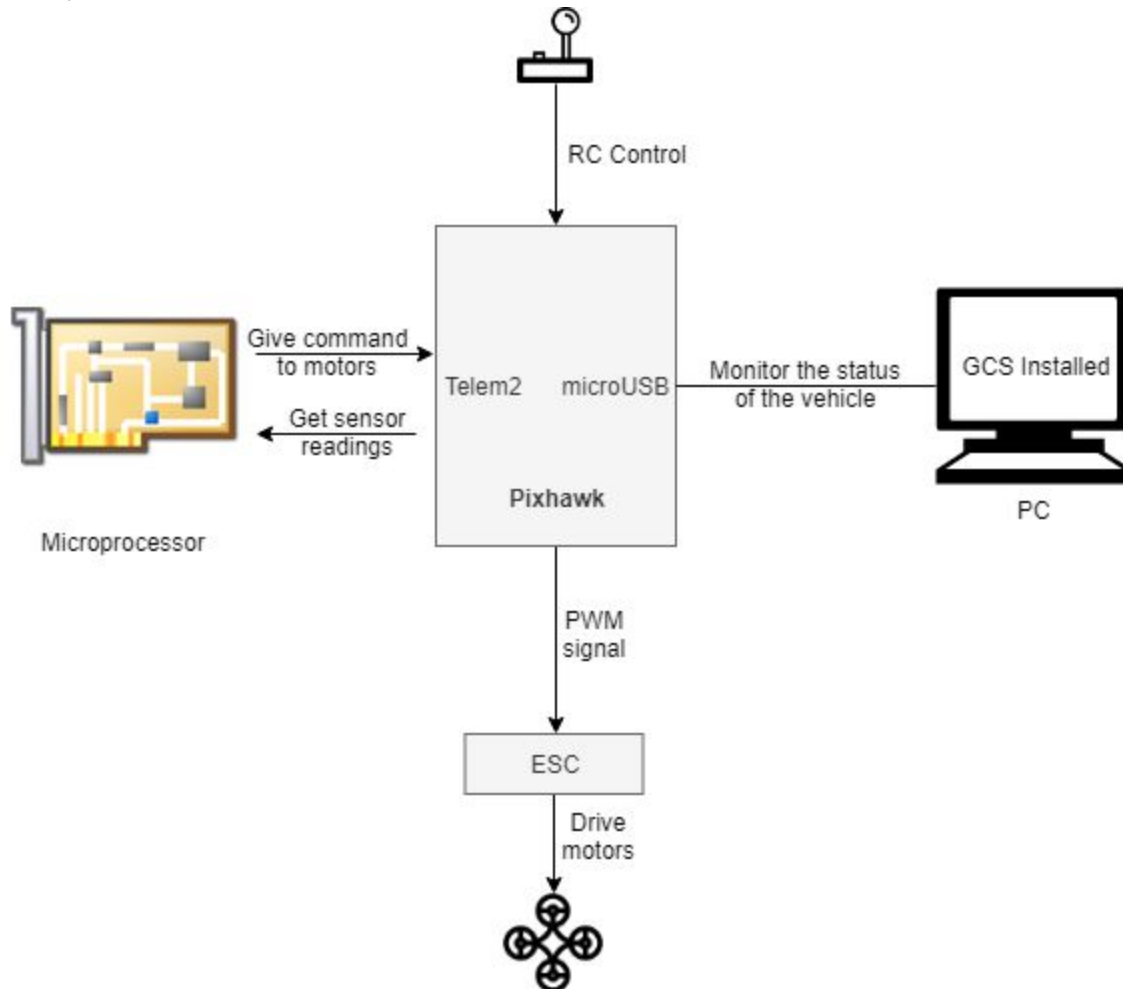 RC Control
Give command
to motors
Get sensor
readings
Microprocessor
Telem2
microUSB
Pixhawk
Monitor the status
of the vehicle
GCS Installed
PC
PWM
signal
ESC
Drive
motors